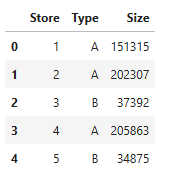 Store Type Size
0 1 A 151315
1 2 A 202307
2 3 B 37392
3 4 A 205863
4 5 B 34875